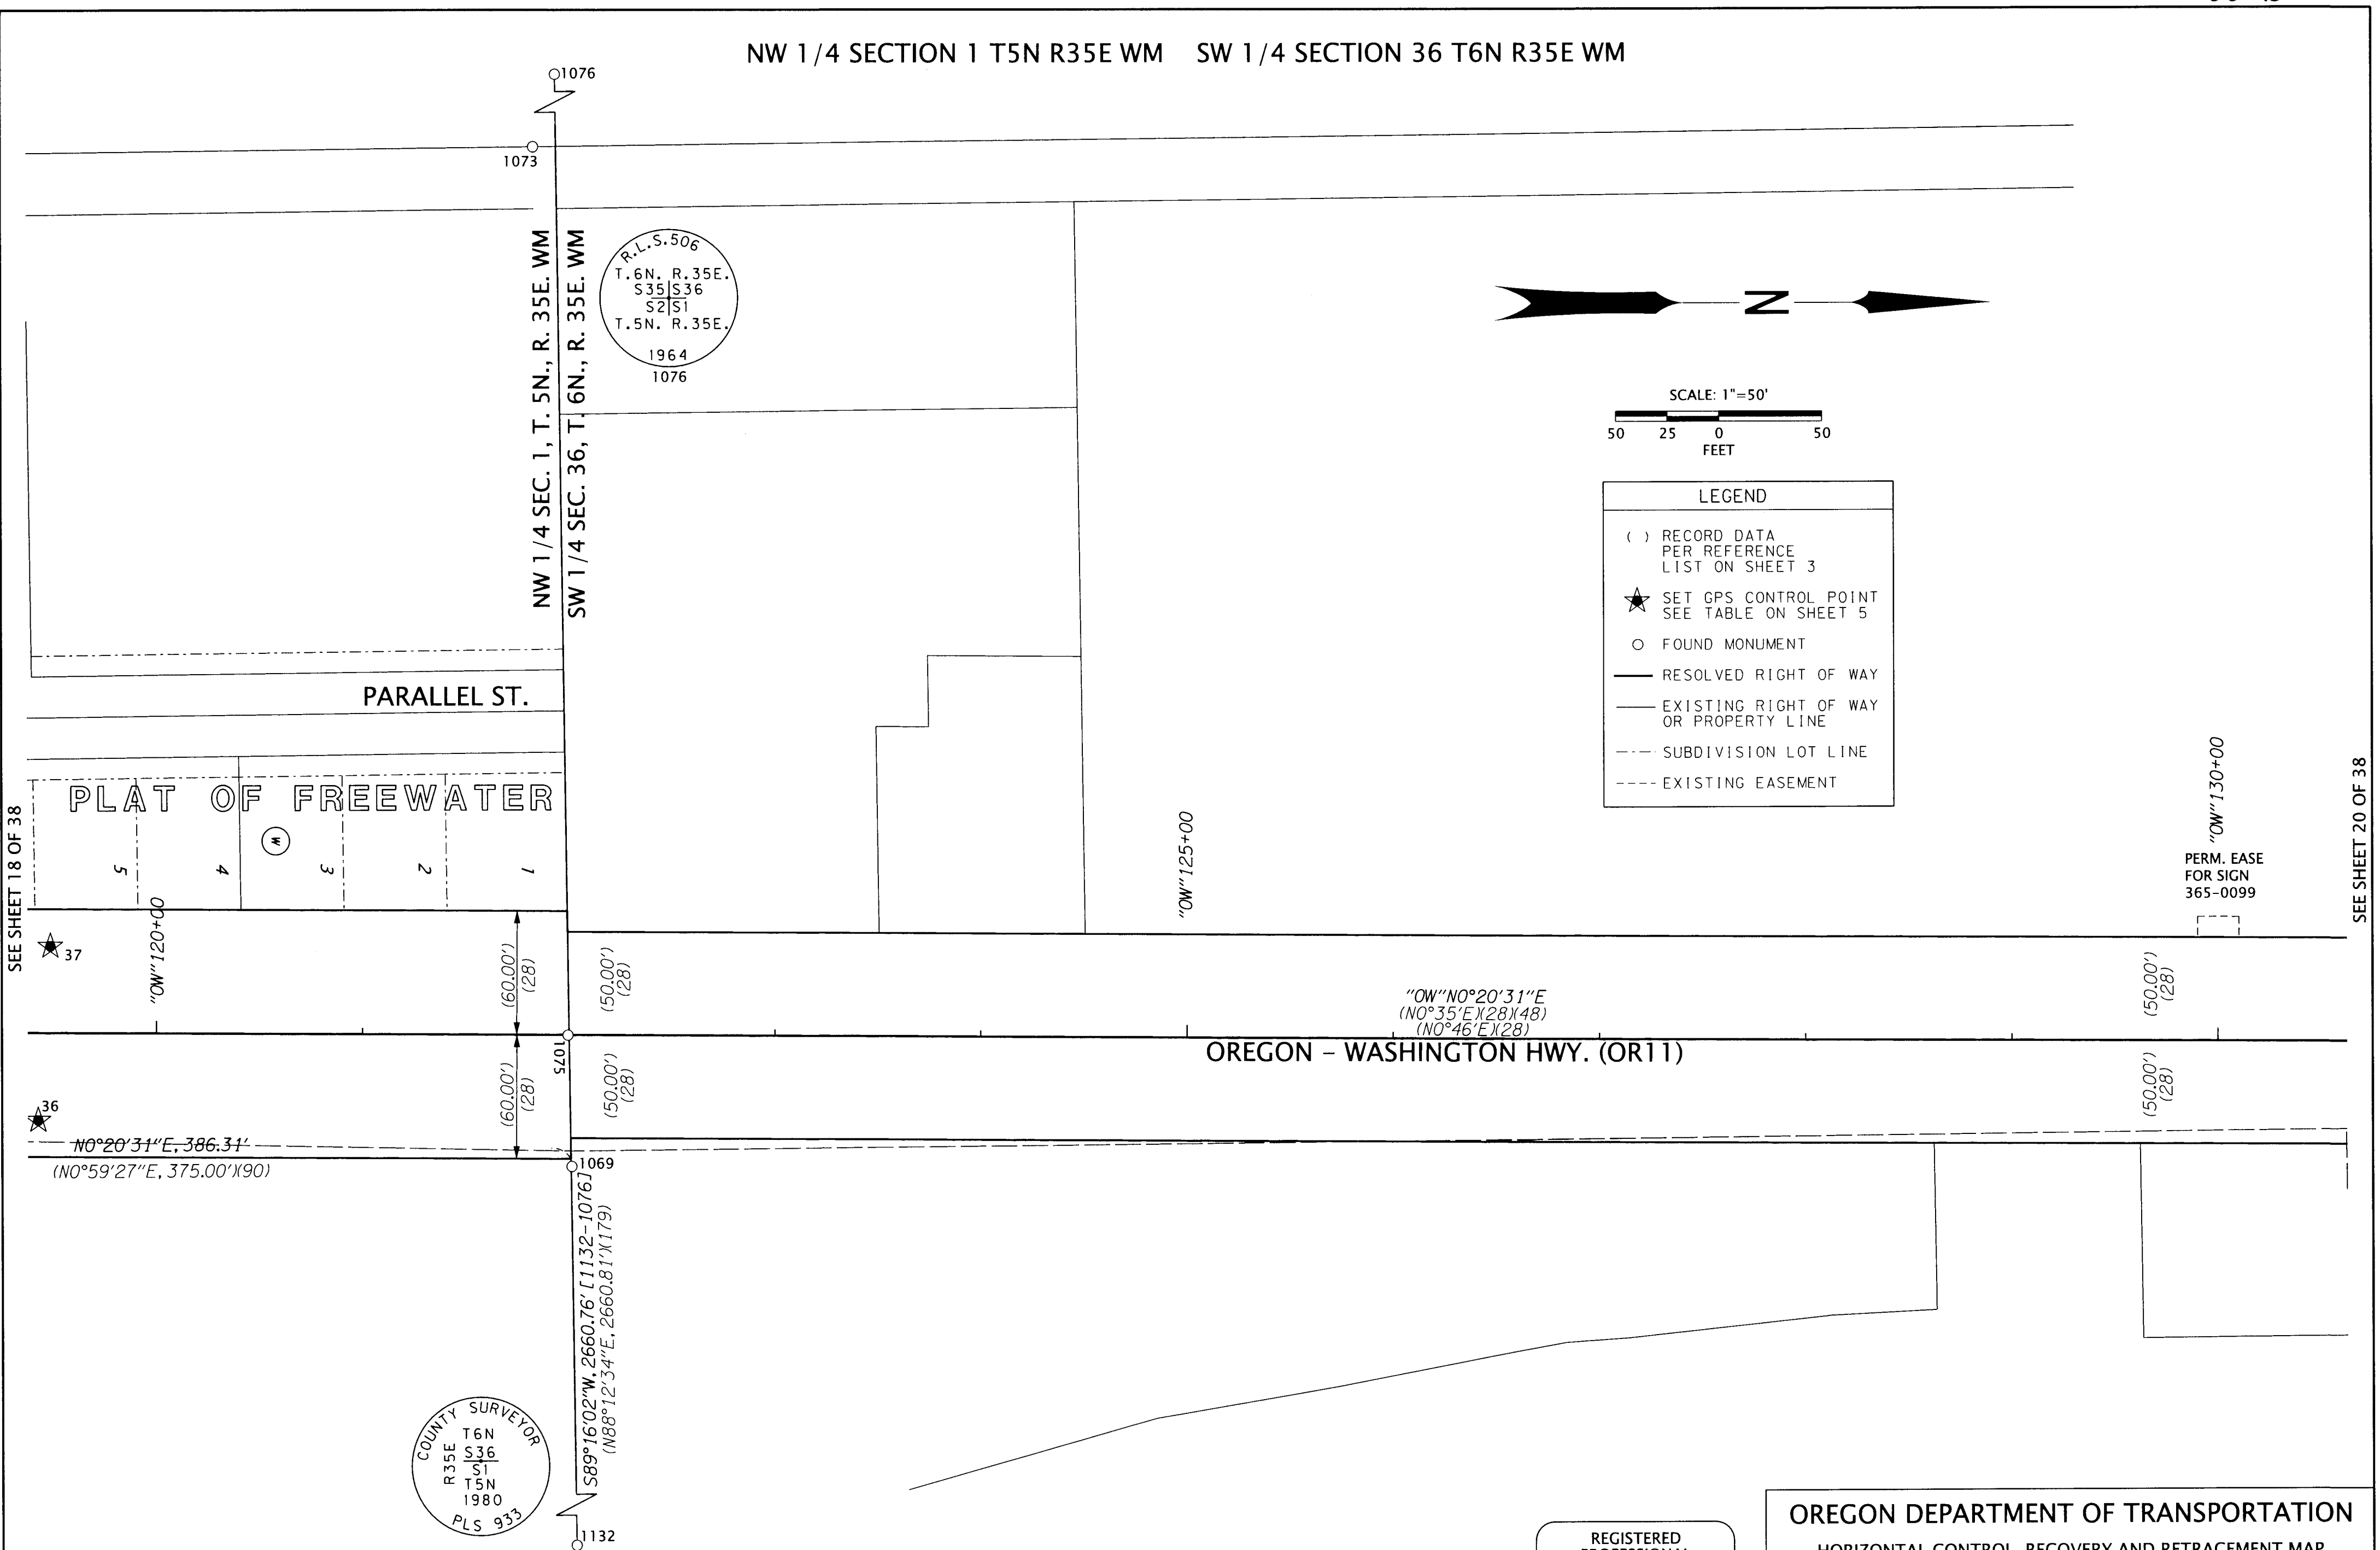 NW 1/4 SECTION 1 T5N R35E WM SW 1/4 SECTION 36 T6N R35E WM
1076
1073
NW 1/4 SEC. 1, T. 5N., R. 35E. WM
SW 1/4 SEC. 36, T. 6N., R. 35E. WM
R.L.S.506
T.6N. R.35E.
S35 S36
S2 S1
T.5N. R.35E.
1964
1076
N
SCALE: 1"=50'
50 25 0 50
FEET
LEGEND
( ) RECORD DATA
PER REFERENCE
LIST ON SHEET 3
SET GPS CONTROL POINT
SEE TABLE ON SHEET 5
FOUND MONUMENT
RESOLVED RIGHT OF WAY
EXISTING RIGHT OF WAY
OR PROPERTY LINE
SUBDIVISION LOT LINE
EXISTING EASEMENT
PARALLEL ST.
PLAT OF FREEWATER
W
5 4 3 2 1
SEE SHEET 18 OF 38
SEE SHEET 20 OF 38
"OW"120+00
"OW"125+00
"OW"130+00
PERM. EASE
FOR SIGN
365-0099
37
(60.00')
(28)
(50.00')
(28)
"OW"N0°20'31"E
(N0°35'E)(28)(48)
(N0°46'E)(28)
(50.00')
(28)
OREGON – WASHINGTON HWY. (OR11)
1075
(60.00')
(28)
(50.00')
(28)
(50.00')
(28)
36
N0°20'31"E, 386.31'
(N0°59'27"E, 375.00')(90)
1069
S89°16'02"W, 2660.76' [1132-1076]
(N88°12'34"E, 2660.81')(179)
COUNTY SURVEYOR
R35E
T6N
S36
S1
T5N
1980
PLS 933
1132
REGISTERED
OREGON DEPARTMENT OF TRANSPORTATION
HORIZONTAL CONTROL, RECOVERY AND RETRACEMENT MAP